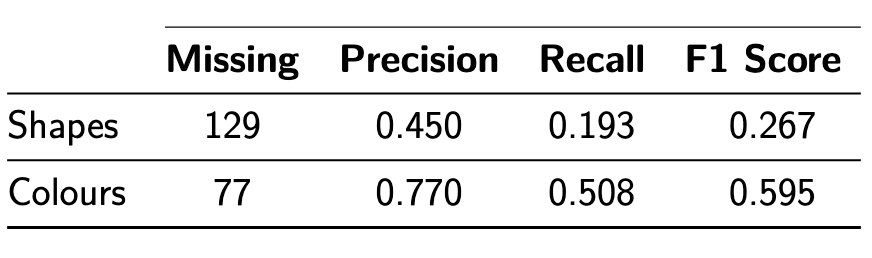 Missing Precision Recall F1 Score
Shapes 129 0.450 0.193 0.267
Colours 77 0.770 0.508 0.595